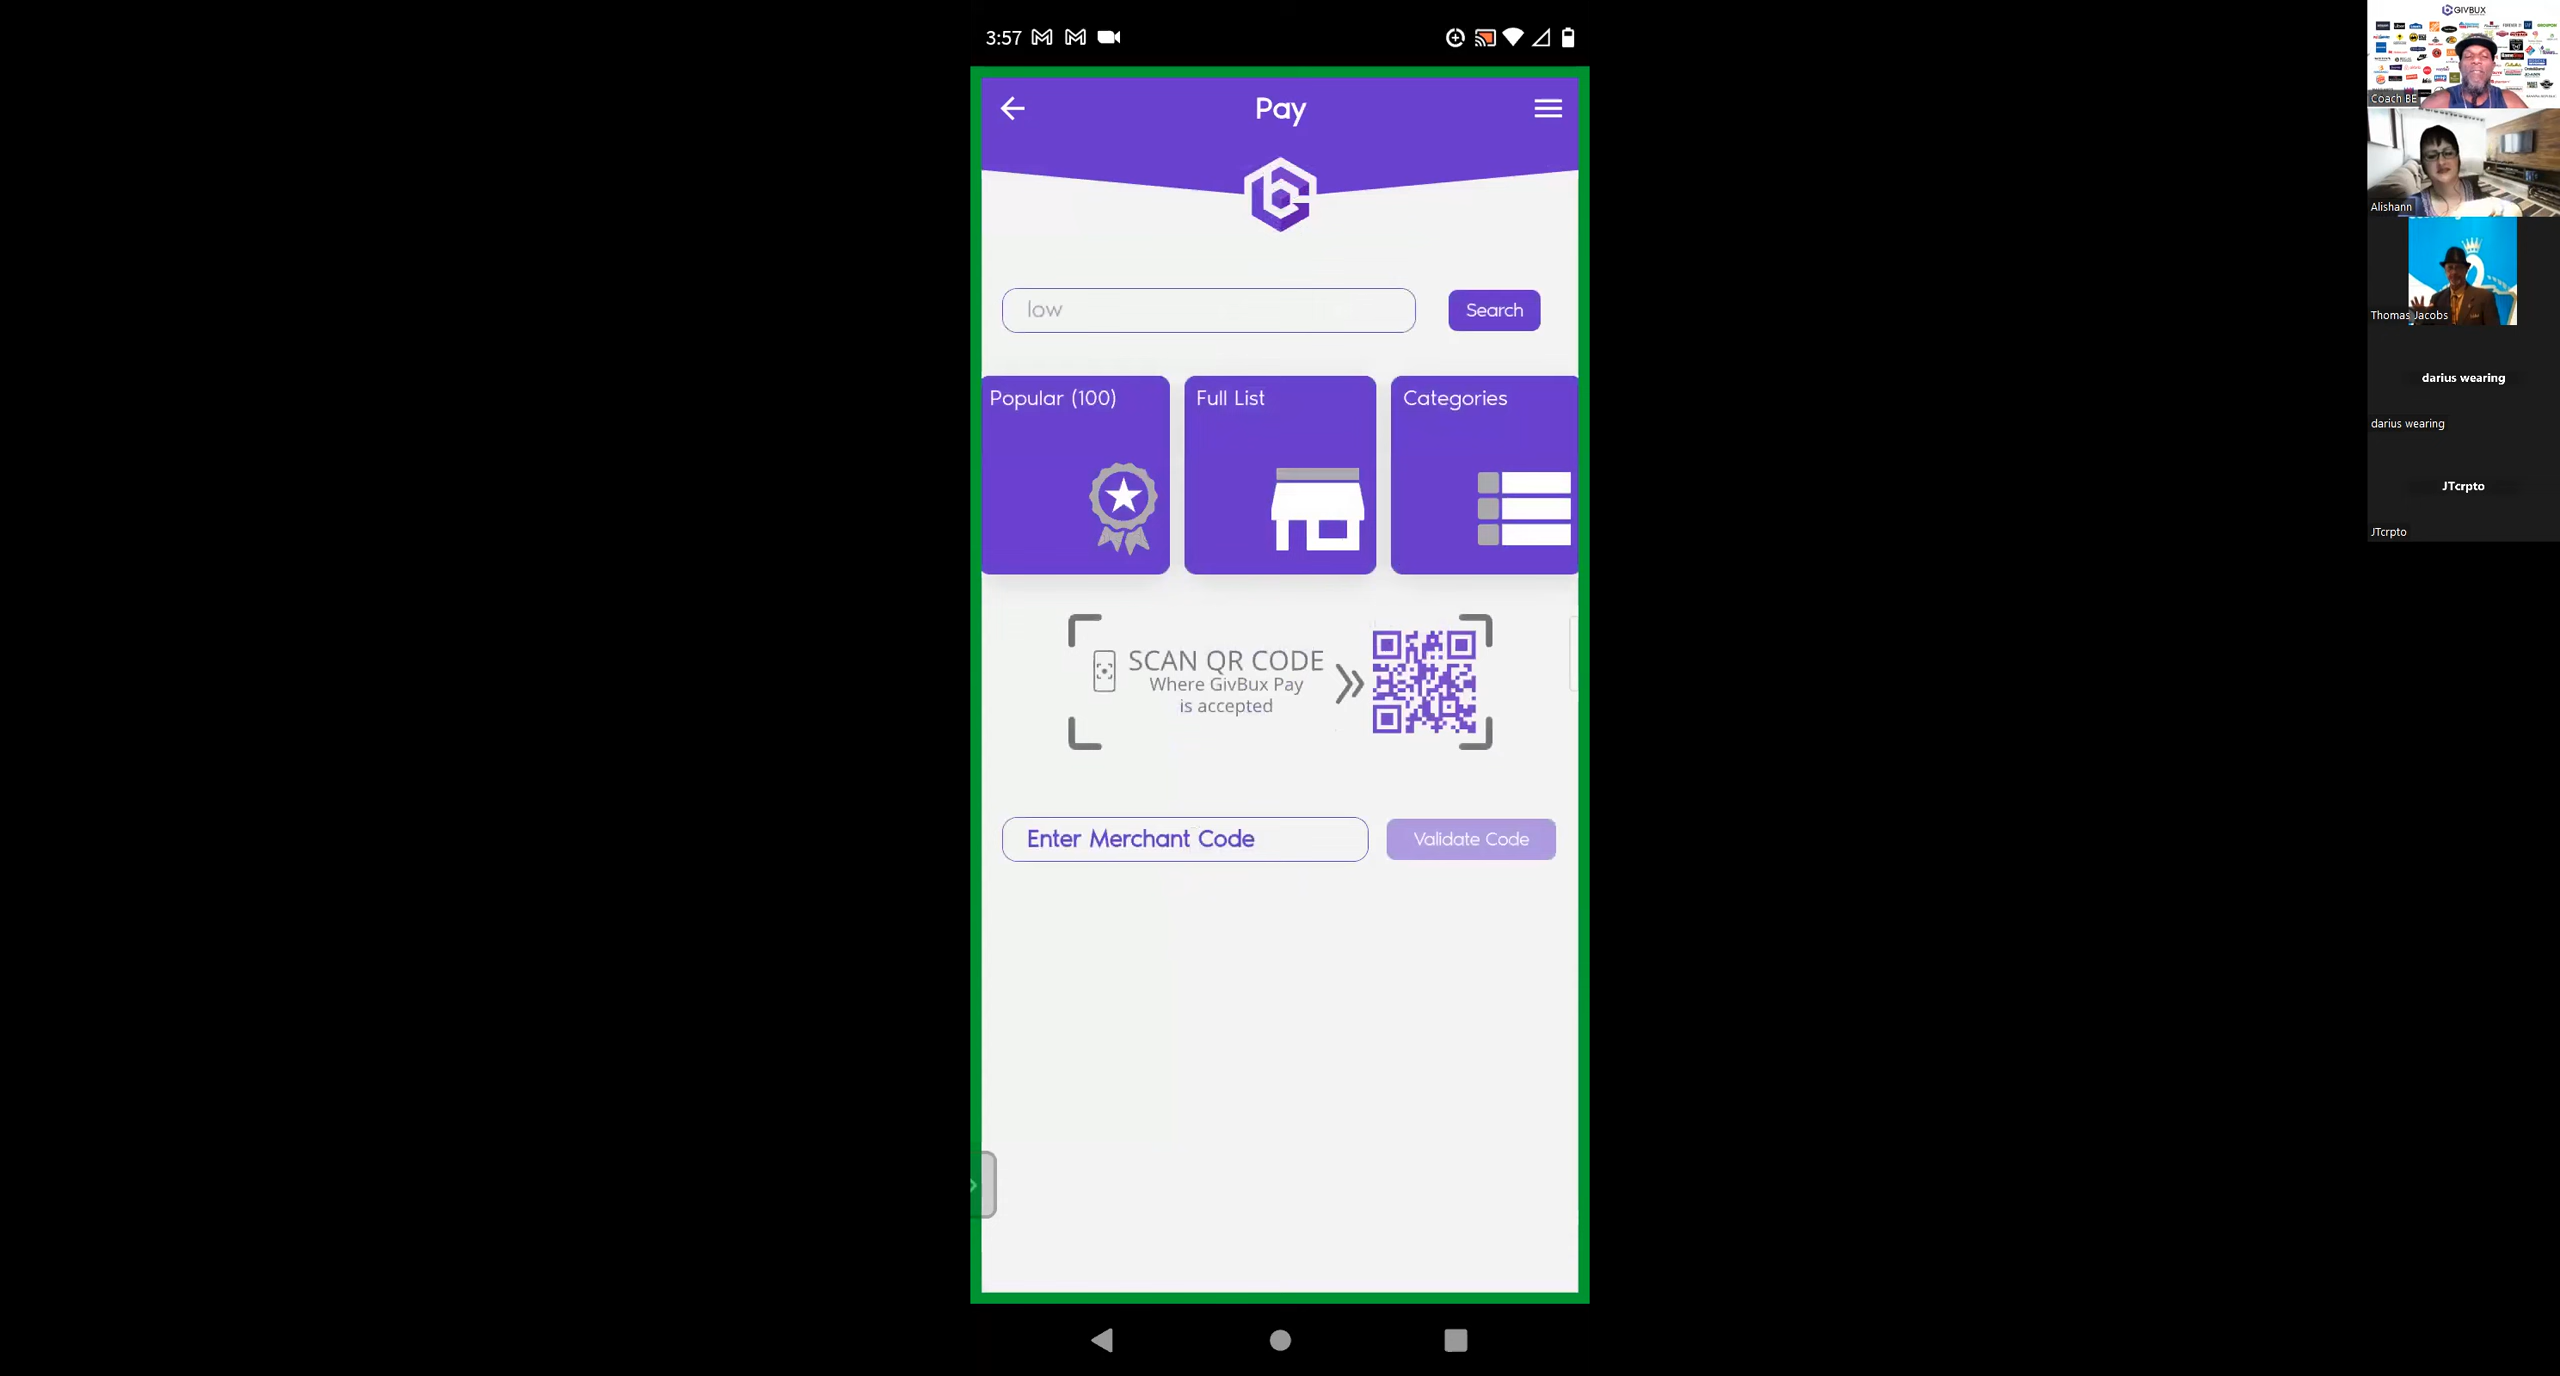 3:57
Pay
low
Search
Popular (100)
Full List
Categories
SCAN QR CODE
Where GivBux Pay
is accepted
Enter Merchant Code
Validate Code
GIVBUX
Coach BE
Alishann
Thomas Jacobs
darius wearing
darius wearing
JTcrpto
JTcrpto